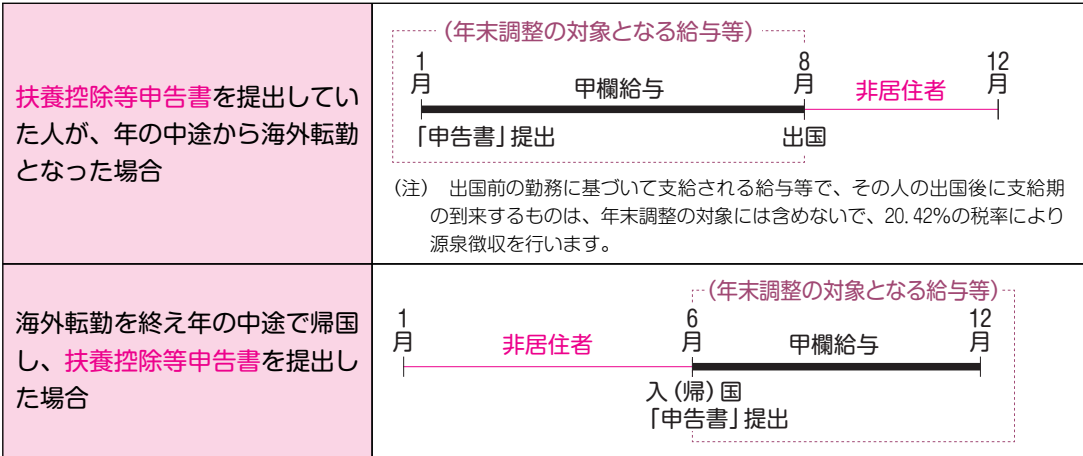 扶養控除等申告書を提出してい
た人が、年の中途から海外転勤
となった場合
(年末調整の対象となる給与等)
1月
8月
12月
甲欄給与
非居住者
「申告書」提出
出国
(注) 出国前の勤務に基づいて支給される給与等で、その人の出国後に支給期
の到来するものは、年末調整の対象には含めないで、20.42%の税率により
源泉徴収を行います。
海外転勤を終え年の中途で帰国
し、扶養控除等申告書を提出し
た場合
(年末調整の対象となる給与等)
1月
6月
12月
非居住者
甲欄給与
入(帰)国
「申告書」提出